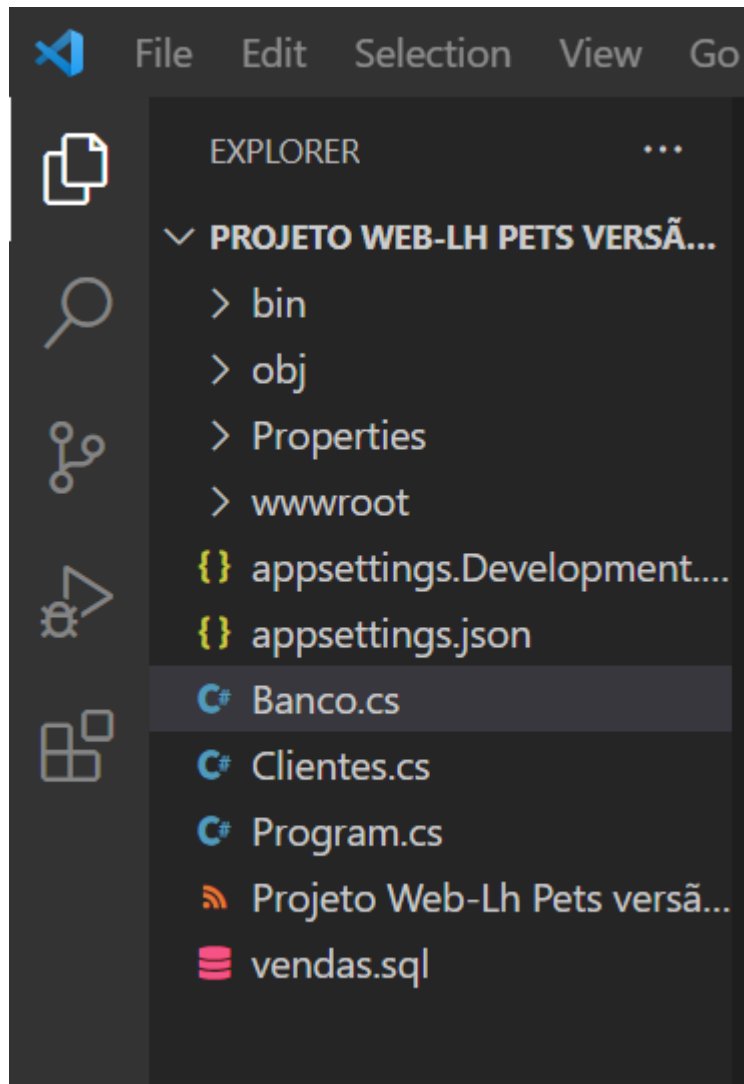 File Edit Selection View Go
EXPLORER ...
PROJETO WEB-LH PETS VERSÃ...
bin
obj
Properties
wwwroot
{} appsettings.Development....
{} appsettings.json
C# Banco.cs
C# Clientes.cs
C# Program.cs
Projeto Web-Lh Pets versã...
vendas.sql